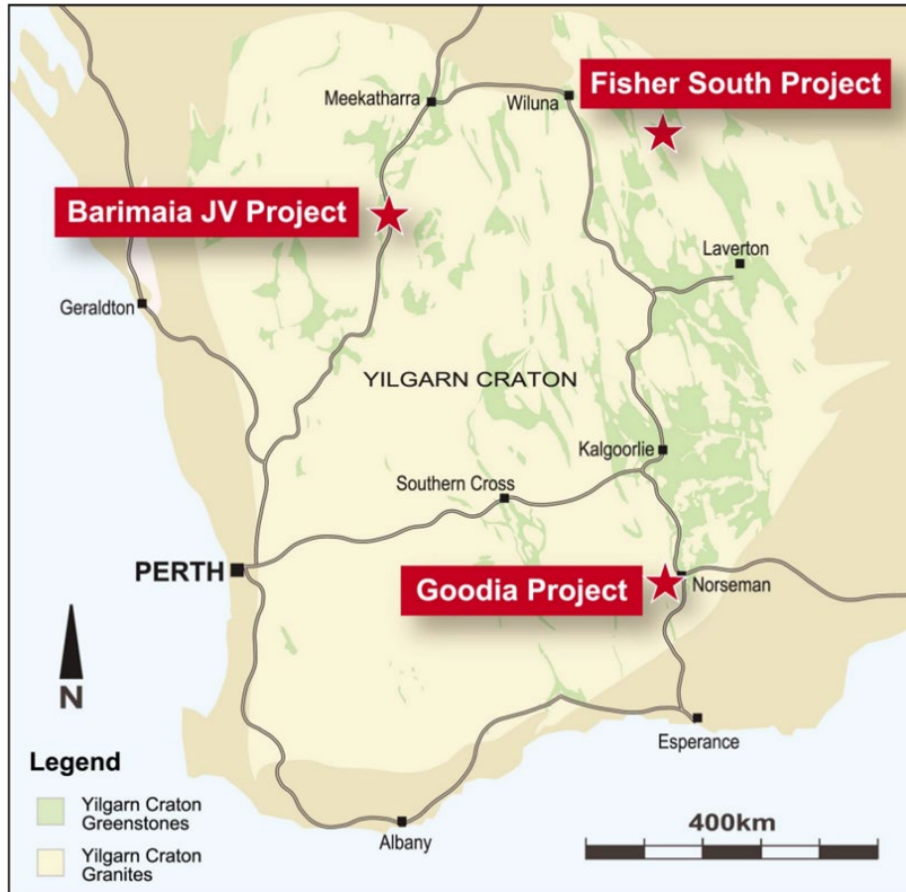 Fisher South Project
Meekatharra
Wiluna
Barimaia JV Project
Laverton
Geraldton
YILGARN CRATON
Kalgoorlie
Southern Cross
PERTH
Goodia Project
Norseman
N
Esperance
Legend
Yilgarn Craton
Greenstones
Yilgarn Craton
Granites
Albany
400km